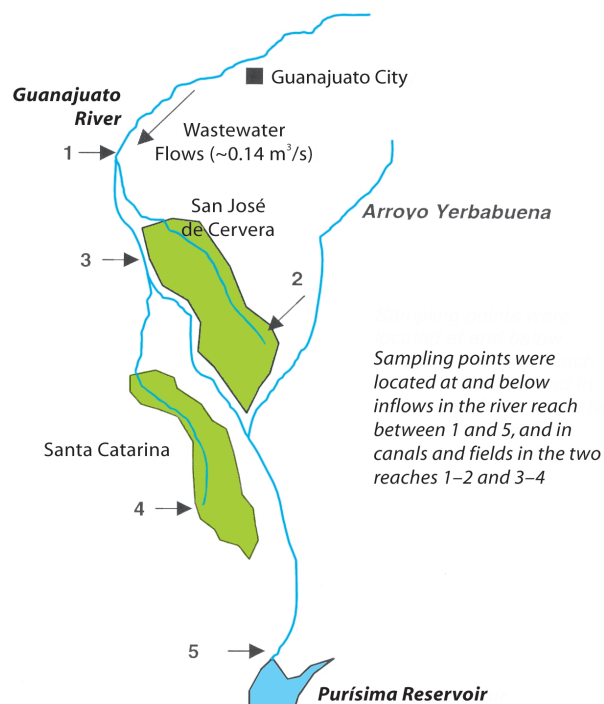 Guanajuato City
Guanajuato
River
Wastewater
Flows (~0.14 m³/s)
1
San José
de Cervera
Arroyo Yerbabuena
3
2
Sampling points were
located at and below
inflows in the river reach
between 1 and 5, and in
canals and fields in the two
reaches 1–2 and 3–4
Santa Catarina
4
5
Purísima Reservoir